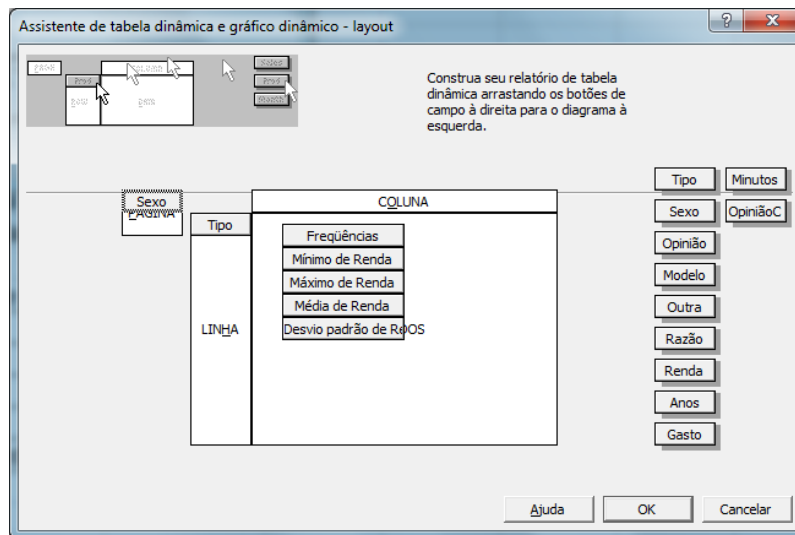 Assistente de tabela dinâmica e gráfico dinâmico - layout
Construa seu relatório de tabela
dinâmica arrastando os botões de
campo à direita para o diagrama à
esquerda.
Sexo
PÁGINA
COLUNA
Tipo
LINHA
Freqüências
Mínimo de Renda
Máximo de Renda
Média de Renda
Desvio padrão de R
DOS
Tipo
Minutos
Sexo
OpiniãoC
Opinião
Modelo
Outra
Razão
Renda
Anos
Gasto
Ajuda
OK
Cancelar